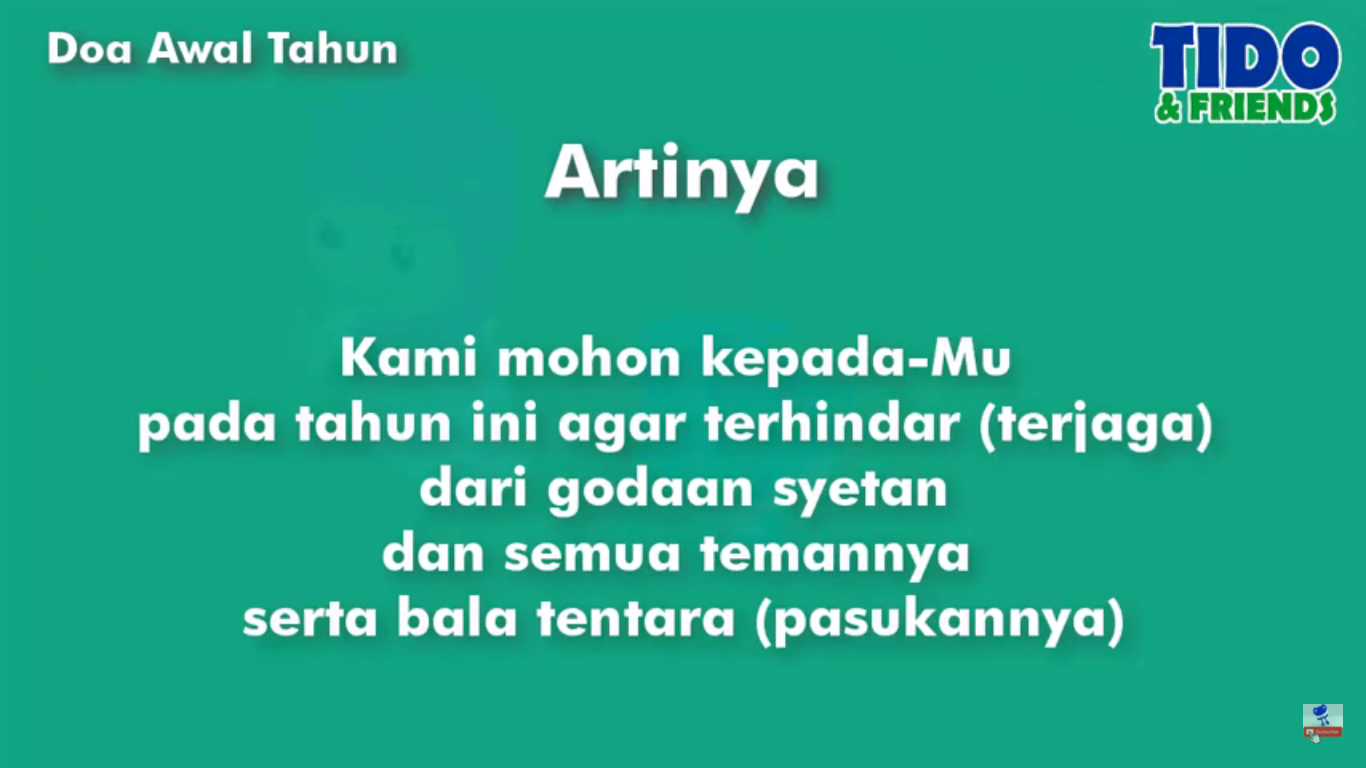 Doa Awal Tahun
TIDO
& FRIENDS
Artinya
Kami mohon kepada-Mu
pada tahun ini agar terhindar (terjaga)
dari godaan syetan
dan semua temannya
serta bala tentara (pasukannya)
Subscribe